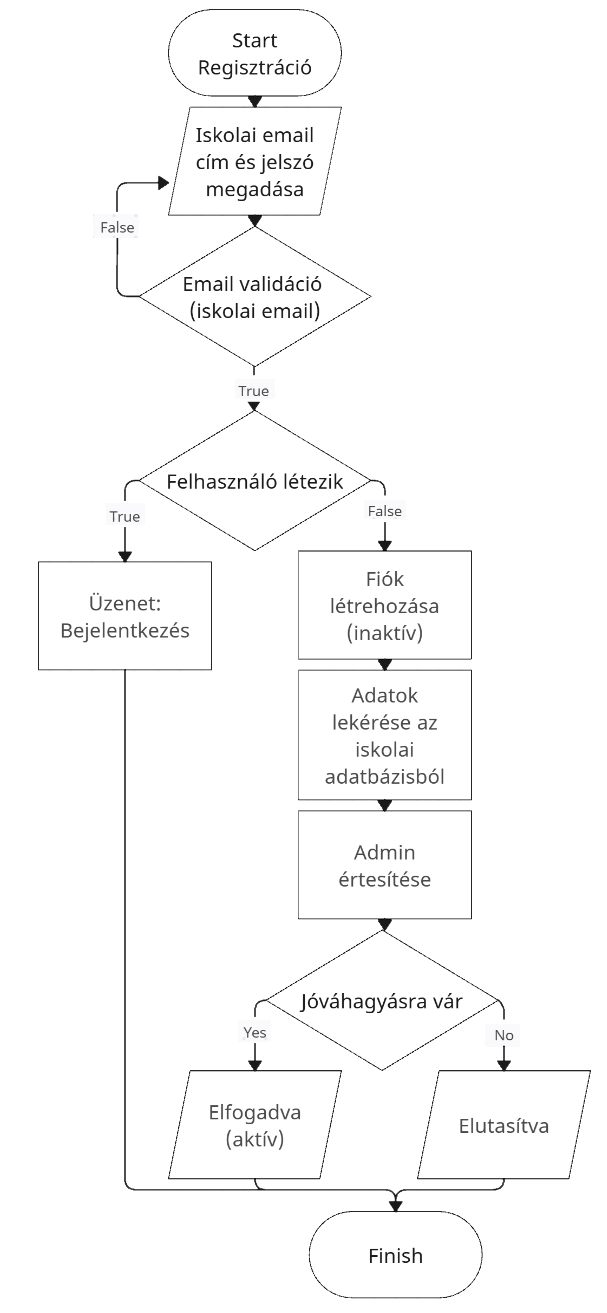 Start
Regisztráció
Iskolai email
cím és jelszó
megadása
False
Email validáció
(iskolai email)
True
Felhasználó létezik
True
False
Üzenet:
Bejelentkezés
Fiók
létrehozása
(inaktív)
Adatok
lekérése az
iskolai
adatbázisból
Admin
értesítése
Jóváhagyásra vár
Yes
No
Elfogadva
(aktív)
Elutasítva
Finish